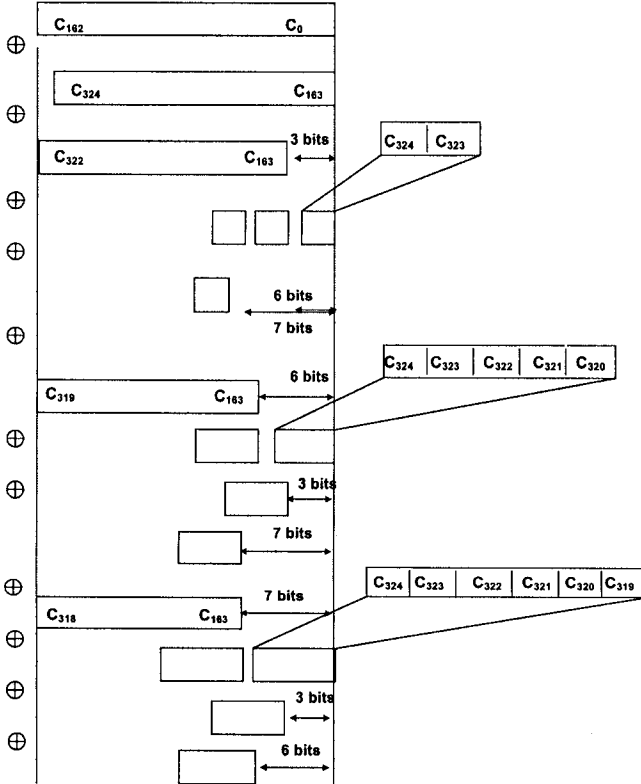 C₁₆₂ C₀
⊕
C₃₂₄ C₁₆₃
⊕
3 bits
C₃₂₂ C₁₆₃
C₃₂₄ C₃₂₃
⊕
⊕
6 bits
7 bits
⊕
C₃₂₄ C₃₂₃ C₃₂₂ C₃₂₁ C₃₂₀
6 bits
C₃₁₉ C₁₆₃
⊕
⊕
3 bits
7 bits
⊕
C₃₂₄ C₃₂₃ C₃₂₂ C₃₂₁ C₃₂₀ C₃₁₉
7 bits
C₃₁₈ C₁₆₃
⊕
⊕
3 bits
⊕
6 bits